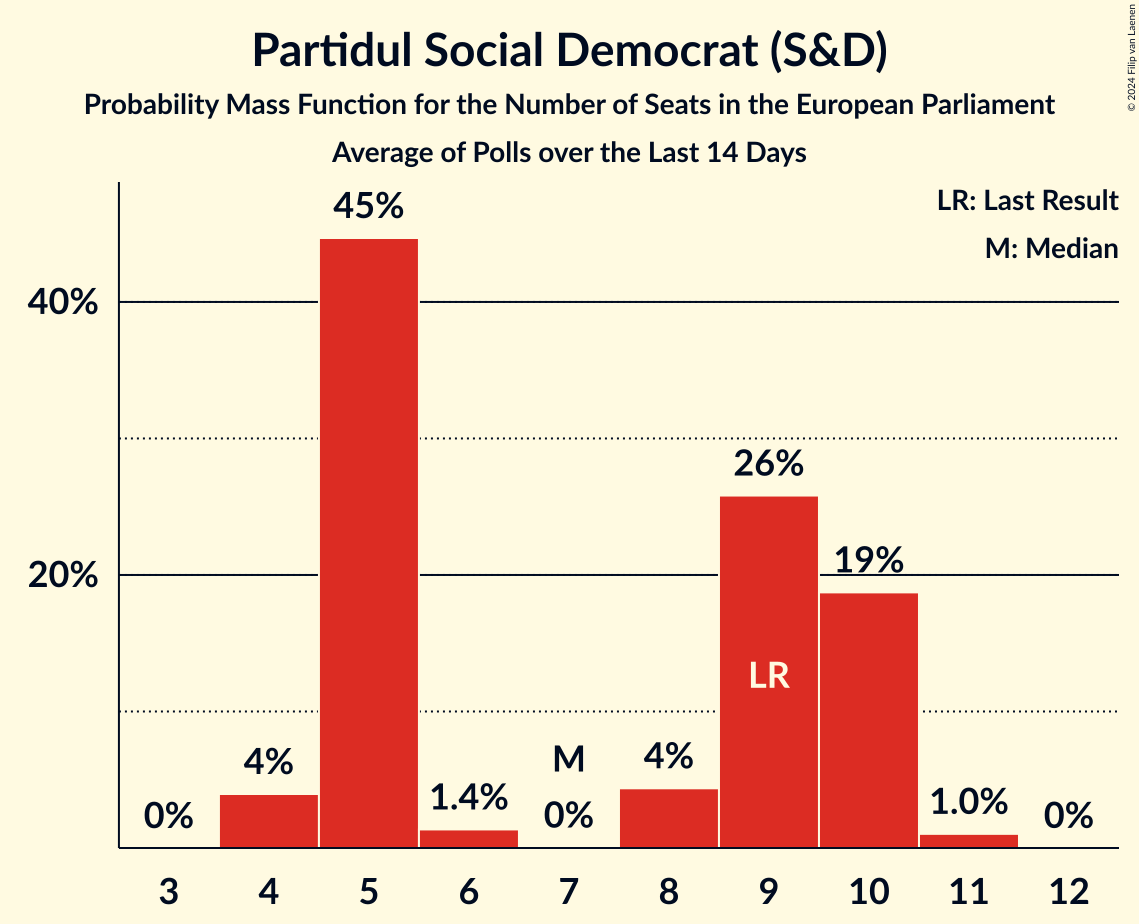 Partidul Social Democrat (S&D)
Probability Mass Function for the Number of Seats in the European Parliament
Average of Polls over the Last 14 Days
© 2024 Filip van Laenen
LR: Last Result
M: Median
45%
40%
26%
20%
19%
LR
4%
M
4%
0%
1.4%
0%
1.0%
0%
3 4 5 6 7 8 9 10 11 12